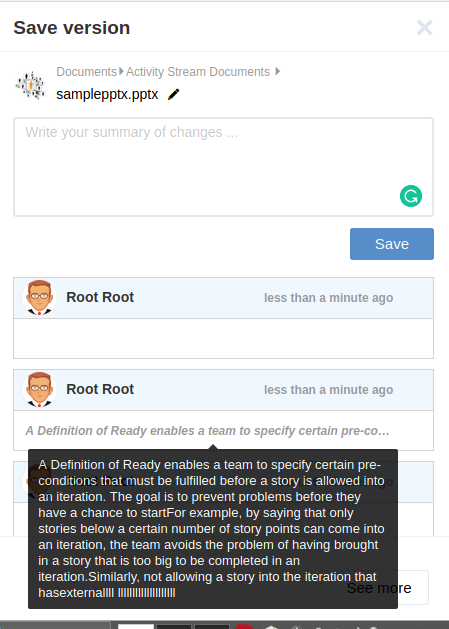 Save version
Documents Activity Stream Documents
samplepptx.pptx
Write your summary of changes ...
Save
Root Root less than a minute ago
Root Root less than a minute ago
A Definition of Ready enables a team to specify certain pre-co…
A Definition of Ready enables a team to specify certain pre-
conditions that must be fulfilled before a story is allowed into
an iteration. The goal is to prevent problems before they
have a chance to startFor example, by saying that only
stories below a certain number of story points can come into
an iteration, the team avoids the problem of having brought
in a story that is too big to be completed in an
iteration.Similarly, not allowing a story into the iteration that
See more